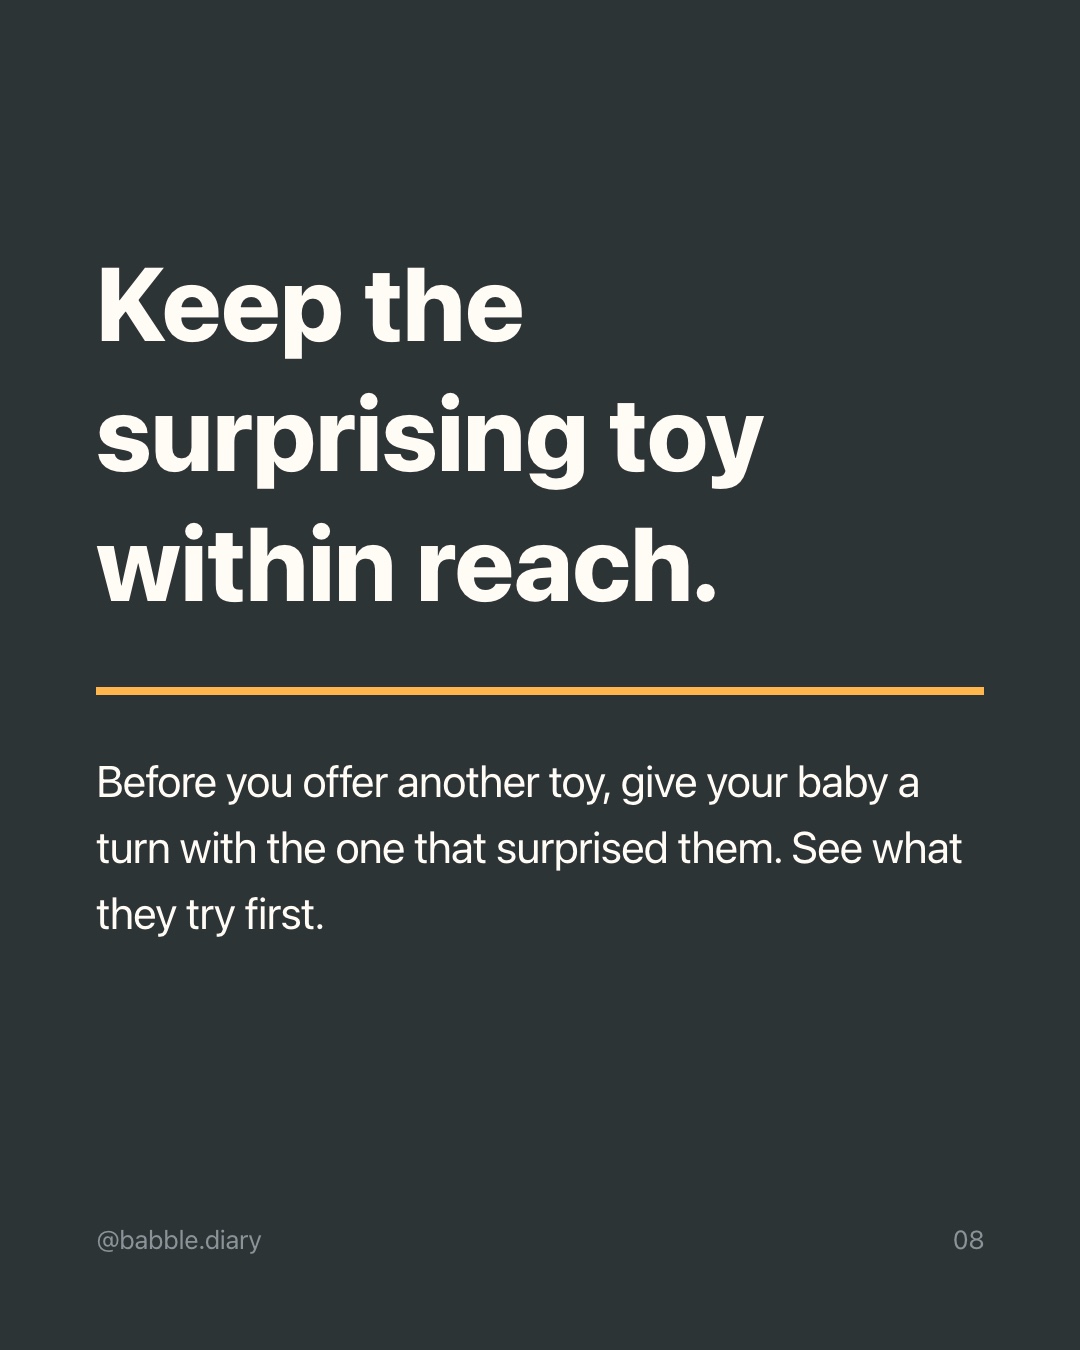 Keep the
surprising toy
within reach.
Before you offer another toy, give your baby a
turn with the one that surprised them. See what
they try first.
@babble.diary
08